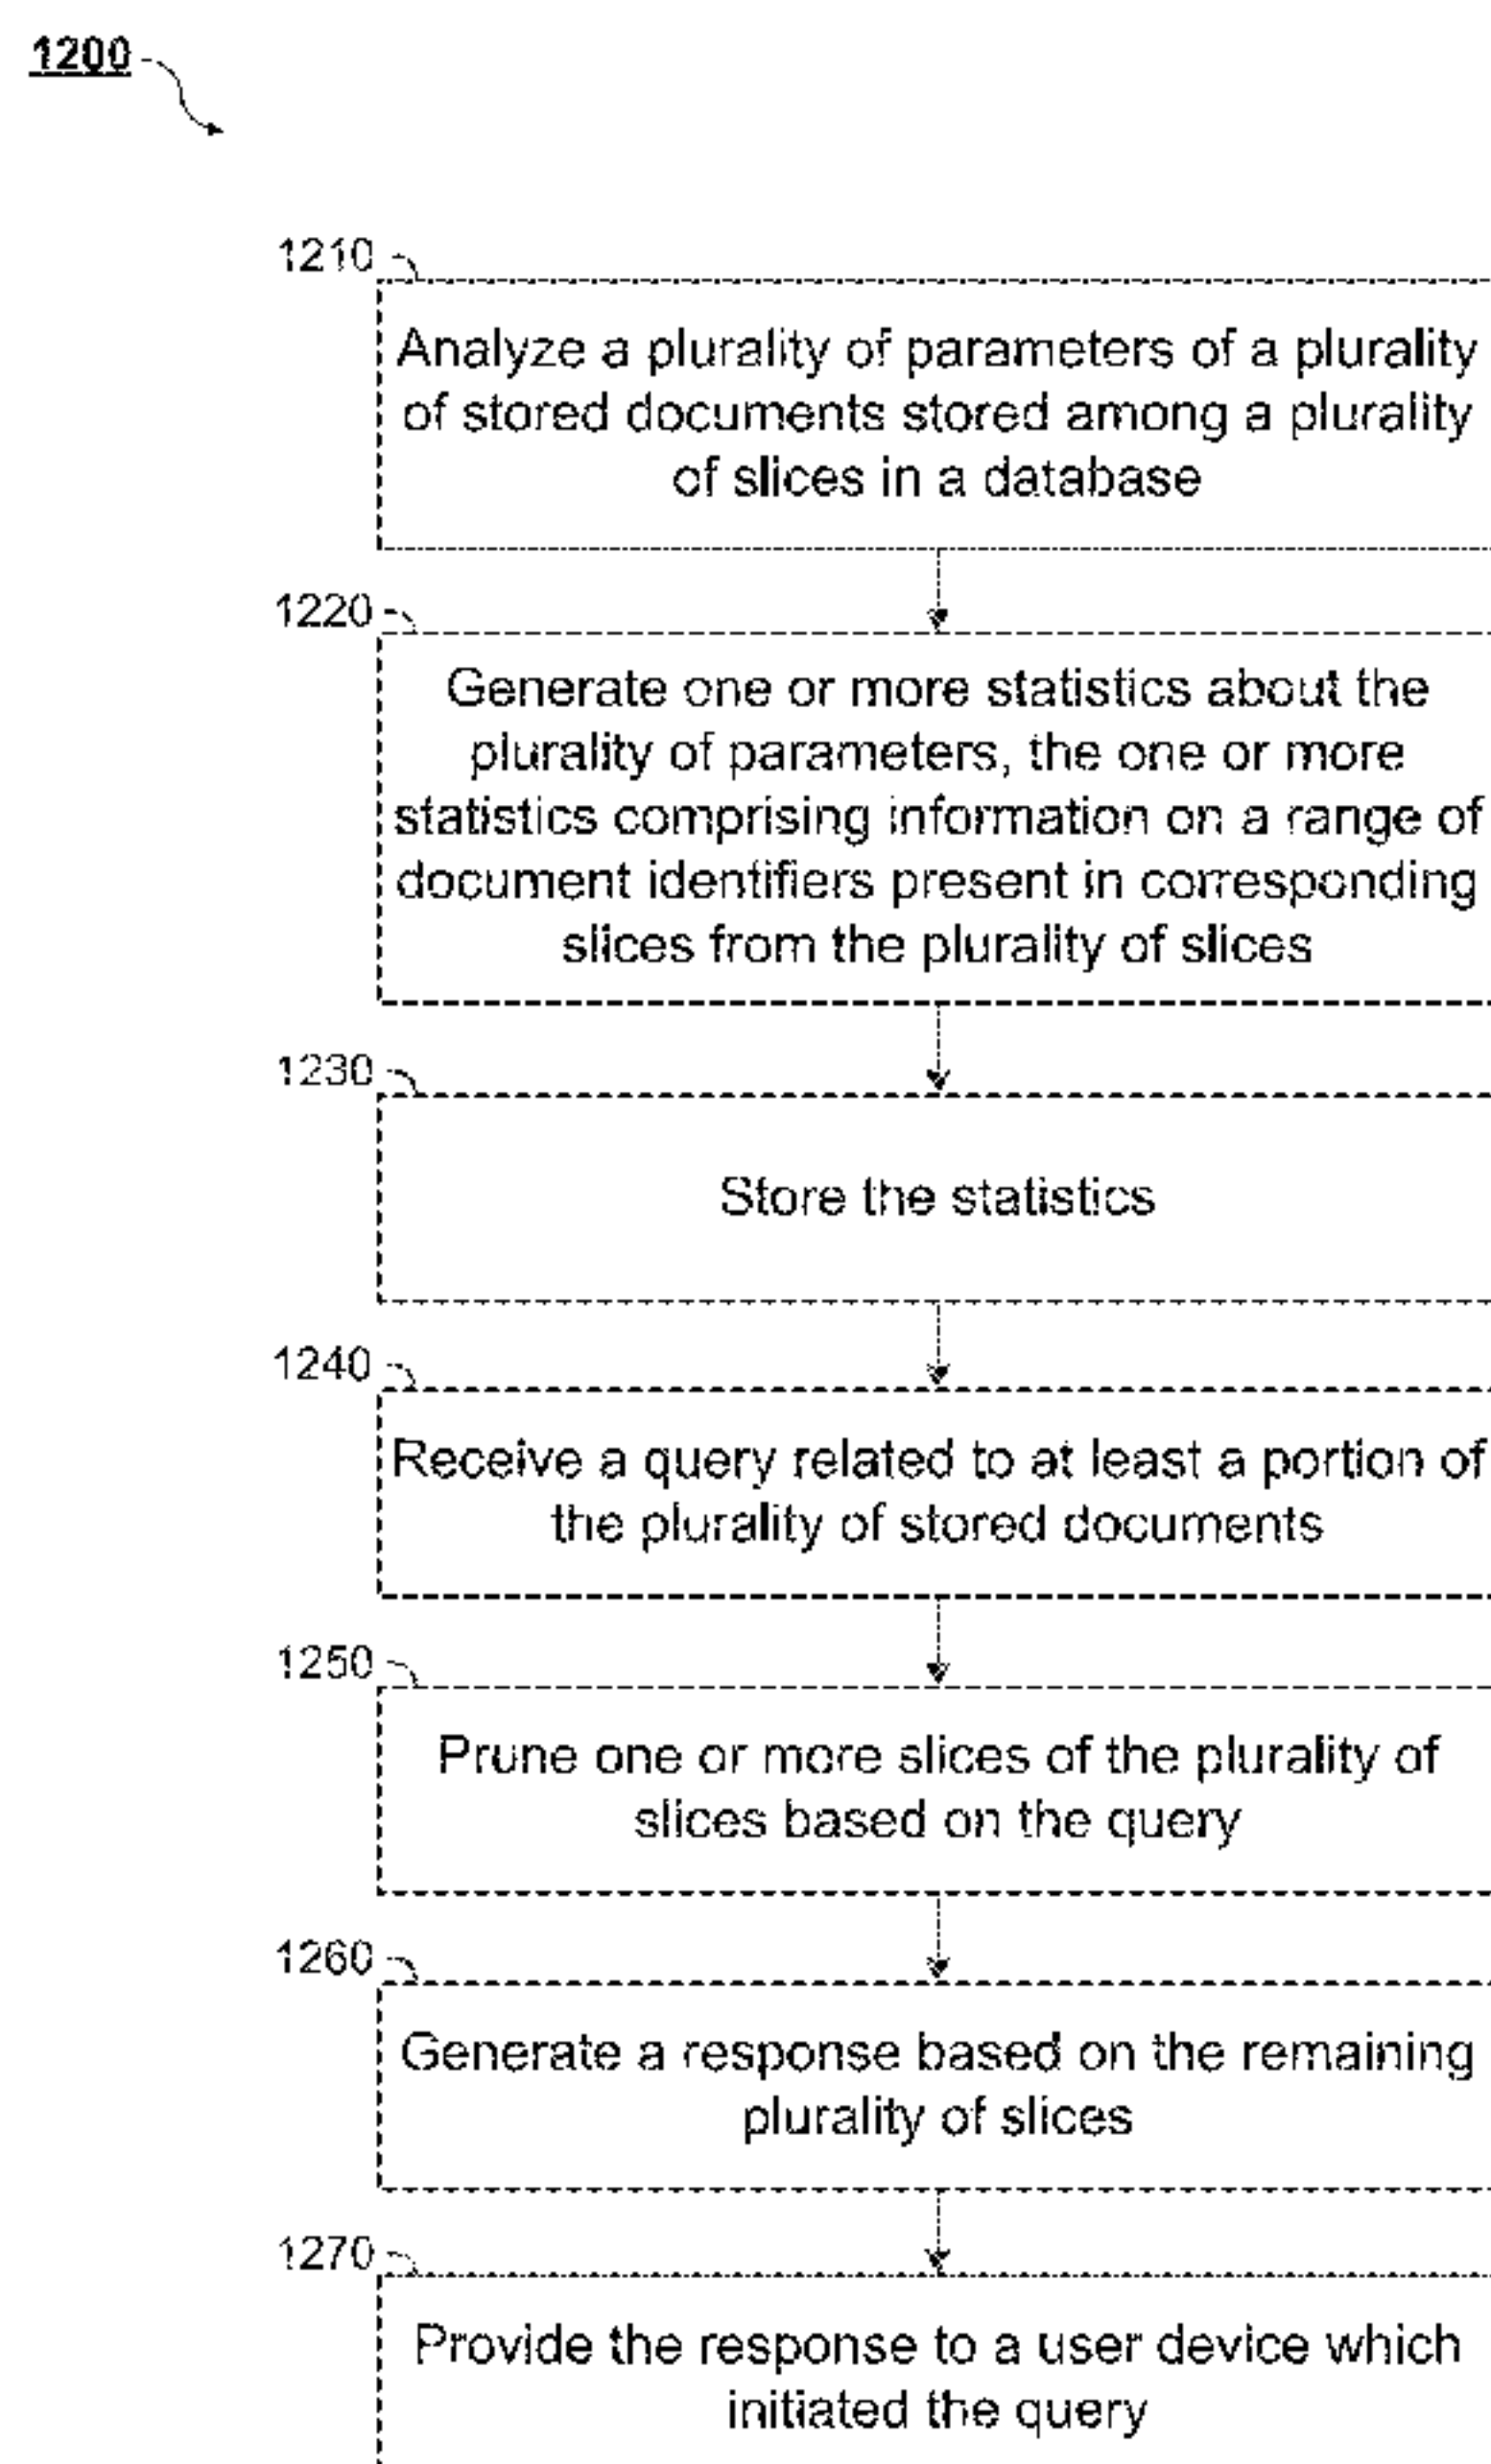 1200
1210
Analyze a plurality of parameters of a plurality
of stored documents stored among a plurality
of slices in a database
1220
Generate one or more statistics about the
plurality of parameters, the one or more
statistics comprising information on a range of
document identifiers present in corresponding
slices from the plurality of slices
1230
Store the statistics
1240
Receive a query related to at least a portion of
the plurality of stored documents
1250
Prune one or more slices of the plurality of
slices based on the query
1260
Generate a response based on the remaining
plurality of slices
1270
Provide the response to a user device which
initiated the query